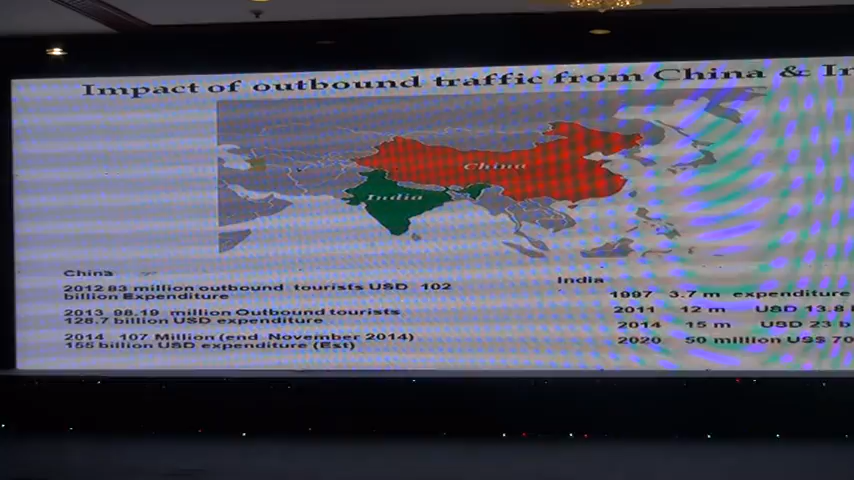 Impact of outbound traffic from China & In
China
India
China
2012 83 million outbound tourists USD 102
billion Expenditure
2013 98.19 million Outbound tourists
128.7 billion USD expenditure
2014 107 Million (end November 2014)
155 billion USD expenditure (Est)
India
1997 3.7 m expenditure
2011 12 m USD 13.8
2014 15 m USD 23 b
2020 50 million US$ 70